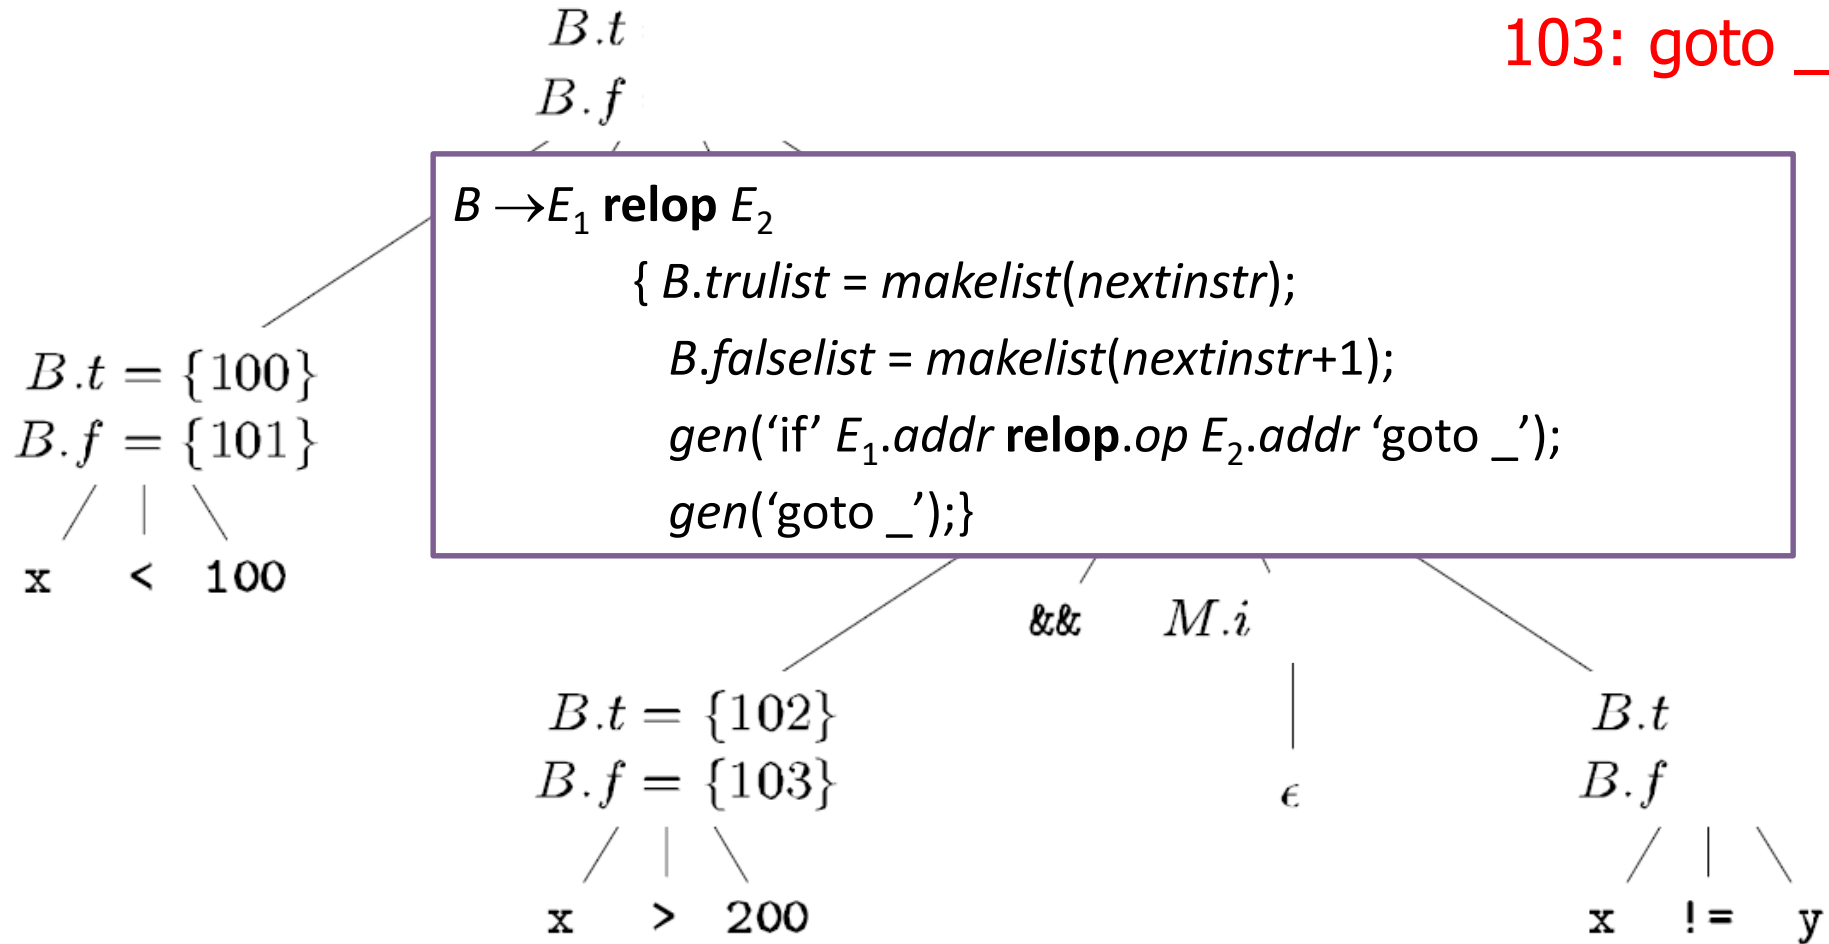 B.t
103: goto _
B.f
B →E₁ relop E₂
{ B.trulist = makelist(nextinstr);
B.falselist = makelist(nextinstr+1);
gen(‘if’ E₁.addr relop.op E₂.addr ‘goto _’);
gen(‘goto _’);}
B.t = {100}
B.f = {101}
x < 100
&& M.i
B.t = {102}
B.f = {103}
ϵ
B.t
B.f
x > 200
x != y